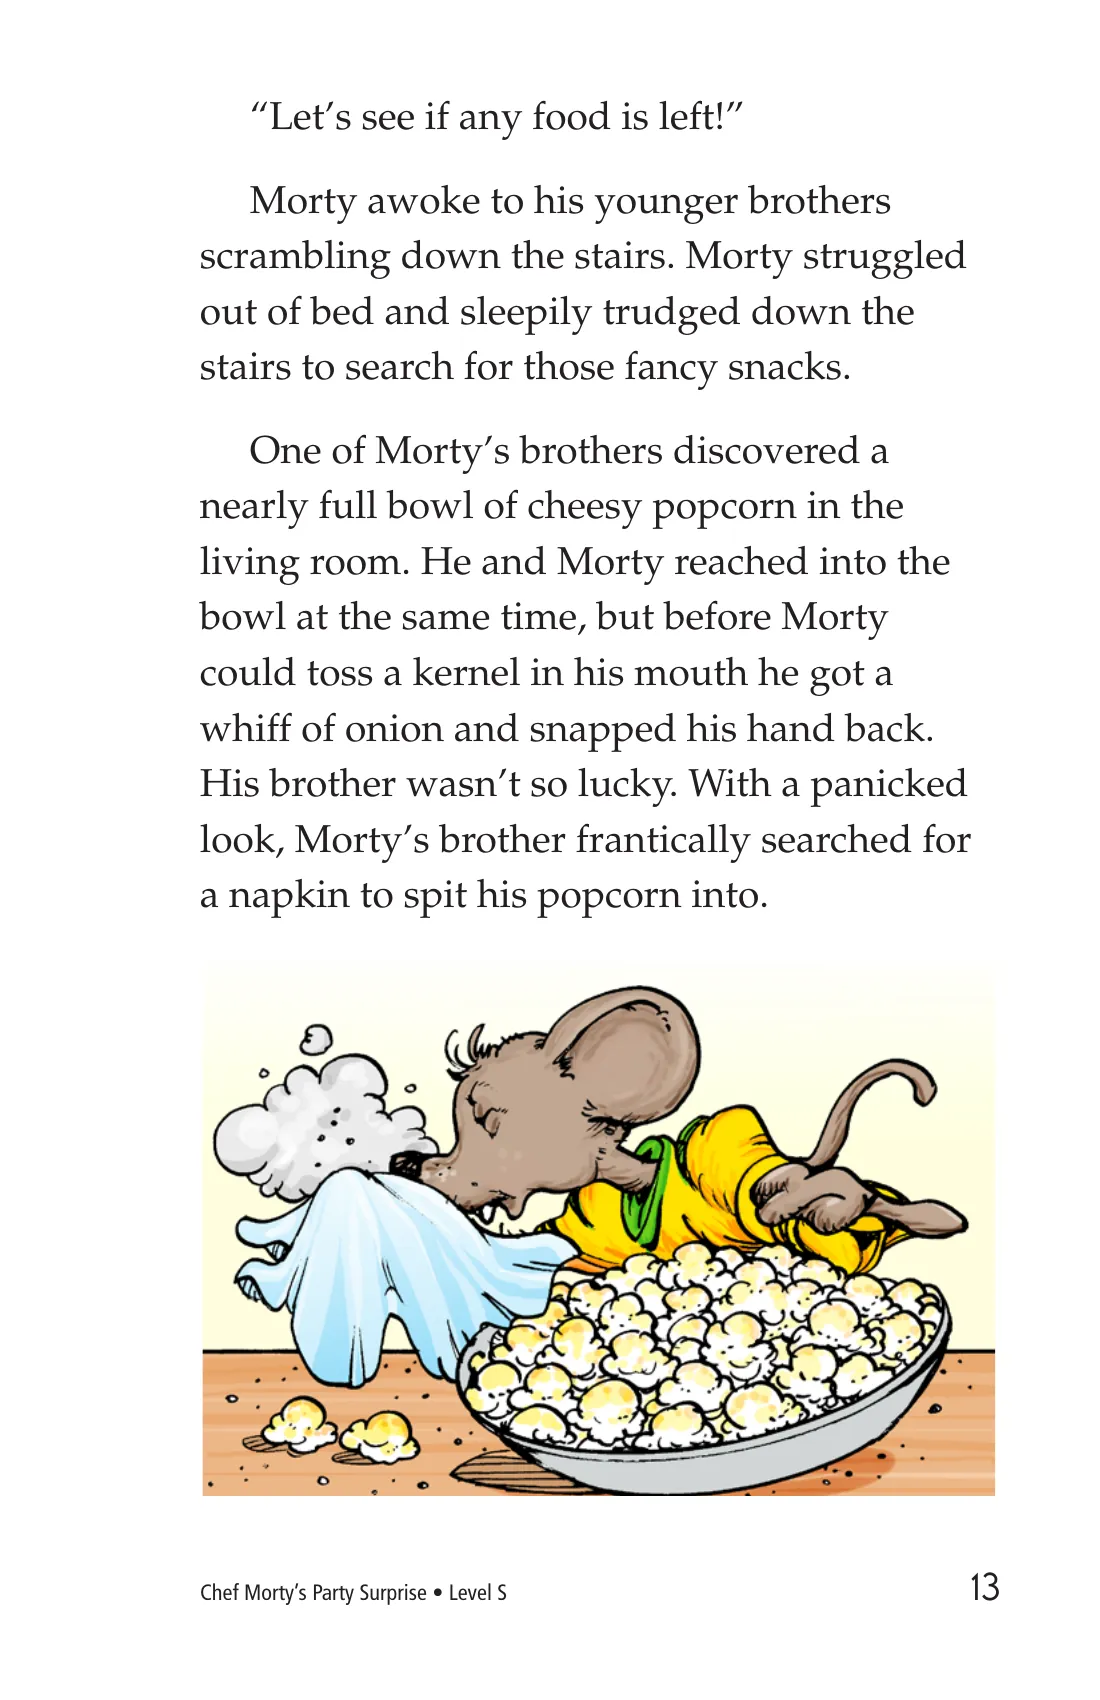 “Let’s see if any food is left!”
Morty awoke to his younger brothers
scrambling down the stairs. Morty struggled
out of bed and sleepily trudged down the
stairs to search for those fancy snacks.
One of Morty’s brothers discovered a
nearly full bowl of cheesy popcorn in the
living room. He and Morty reached into the
bowl at the same time, but before Morty
could toss a kernel in his mouth he got a
whiff of onion and snapped his hand back.
His brother wasn’t so lucky. With a panicked
look, Morty’s brother frantically searched for
a napkin to spit his popcorn into.
Chef Morty’s Party Surprise • Level S
13